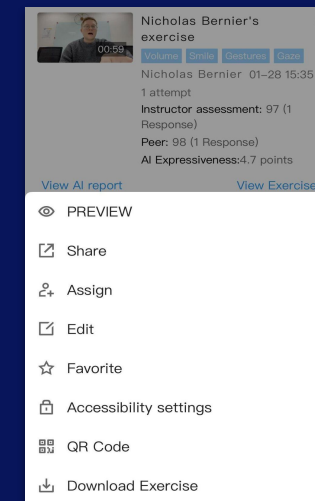 00:59
Nicholas Bernier's
exercise
Volume Smile Gestures Gaze
Nicholas Bernier 01-28 15:35
1 attempt
Instructor assessment: 97 (1
Response)
Peer: 98 (1 Response)
AI Expressiveness:4.7 points
View AI report View Exercise
PREVIEW
Share
Assign
Edit
Favorite
Accessibility settings
QR Code
Download Exercise